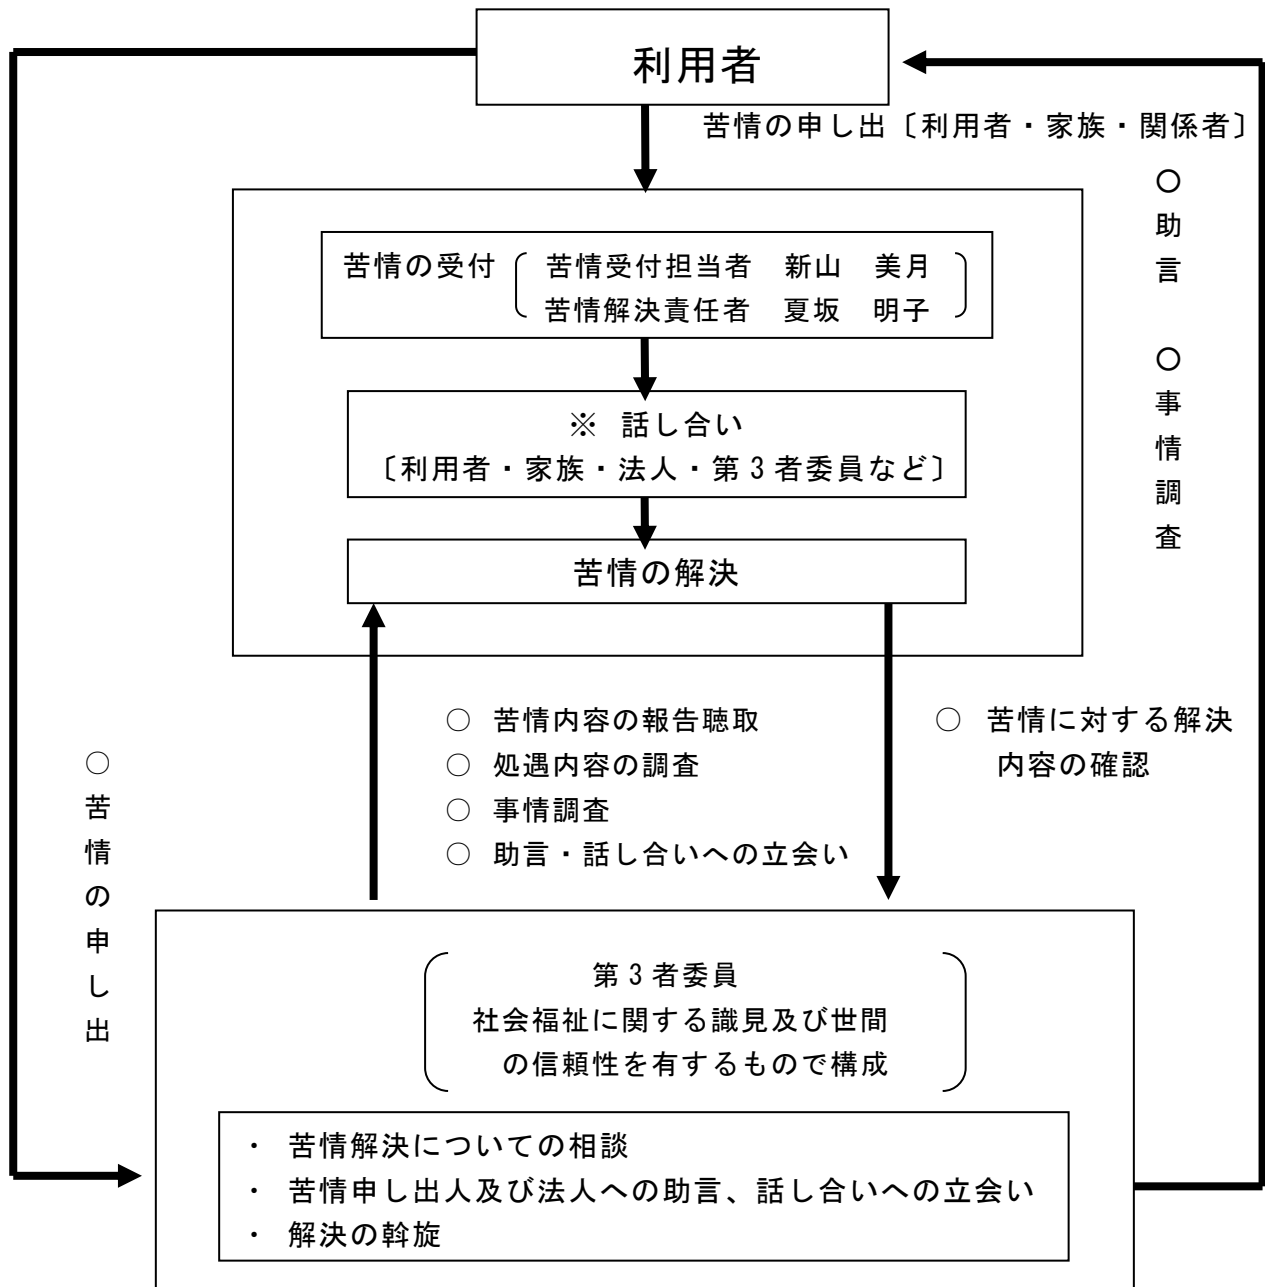 利用者
苦情の申し出〔利用者・家族・関係者〕
○助言 ○事情調査
苦情の受付 苦情受付担当者 新山 美月
苦情解決責任者 夏坂 明子
※ 話し合い
〔利用者・家族・法人・第3者委員など〕
苦情の解決
○ 苦情内容の報告聴取
○ 処遇内容の調査
○ 事情調査
○ 助言・話し合いへの立会い
○ 苦情に対する解決
内容の確認
○苦情の申し出
第3者委員
社会福祉に関する識見及び世間
の信頼性を有するもので構成
・ 苦情解決についての相談
・ 苦情申し出人及び法人への助言、話し合いへの立会い
・ 解決の斡旋